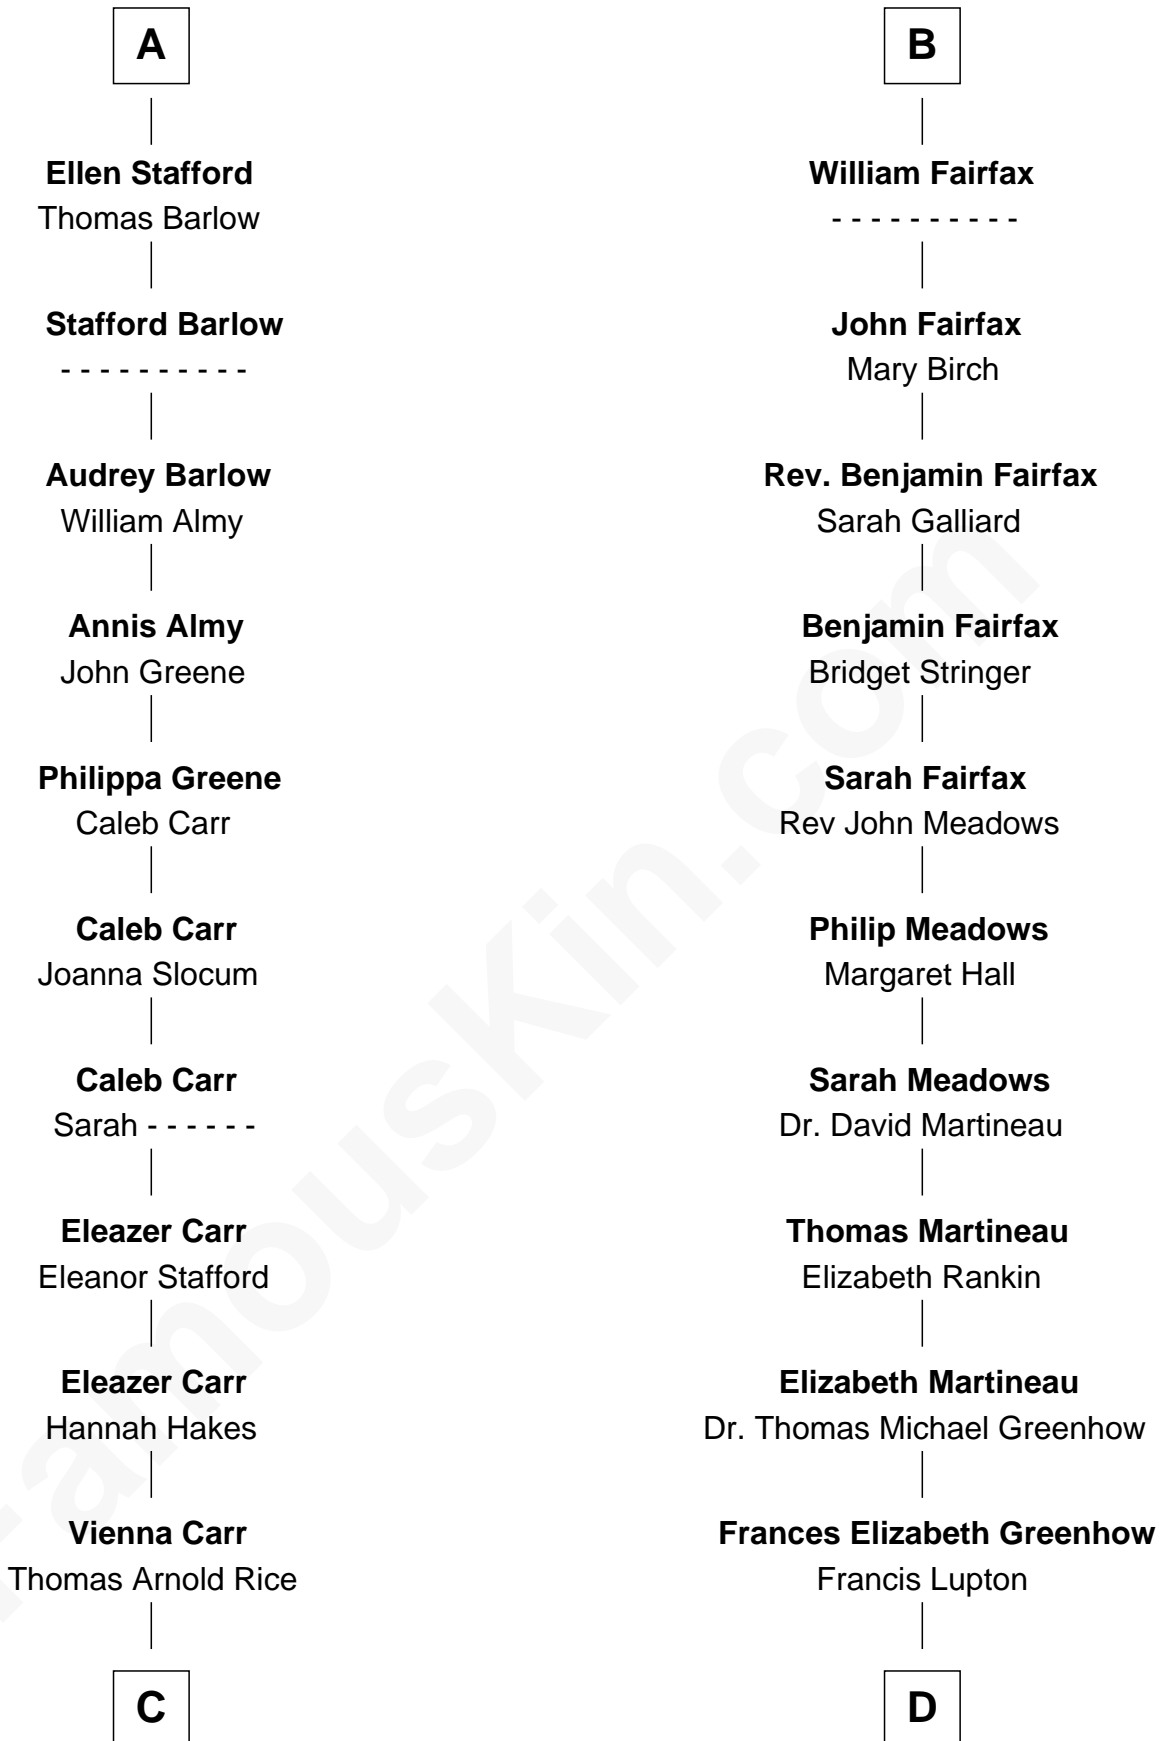 A
Ellen Stafford
Thomas Barlow
Stafford Barlow
- - - - - - - - - -
Audrey Barlow
William Almy
Annis Almy
John Greene
Philippa Greene
Caleb Carr
Caleb Carr
Joanna Slocum
Caleb Carr
Sarah - - - - - -
Eleazer Carr
Eleanor Stafford
Eleazer Carr
Hannah Hakes
Vienna Carr
Thomas Arnold Rice
C
B
William Fairfax
- - - - - - - - - -
John Fairfax
Mary Birch
Rev. Benjamin Fairfax
Sarah Galliard
Benjamin Fairfax
Bridget Stringer
Sarah Fairfax
Rev John Meadows
Philip Meadows
Margaret Hall
Sarah Meadows
Dr. David Martineau
Thomas Martineau
Elizabeth Rankin
Elizabeth Martineau
Dr. Thomas Michael Greenhow
Frances Elizabeth Greenhow
Francis Lupton
D
FamousKin.com